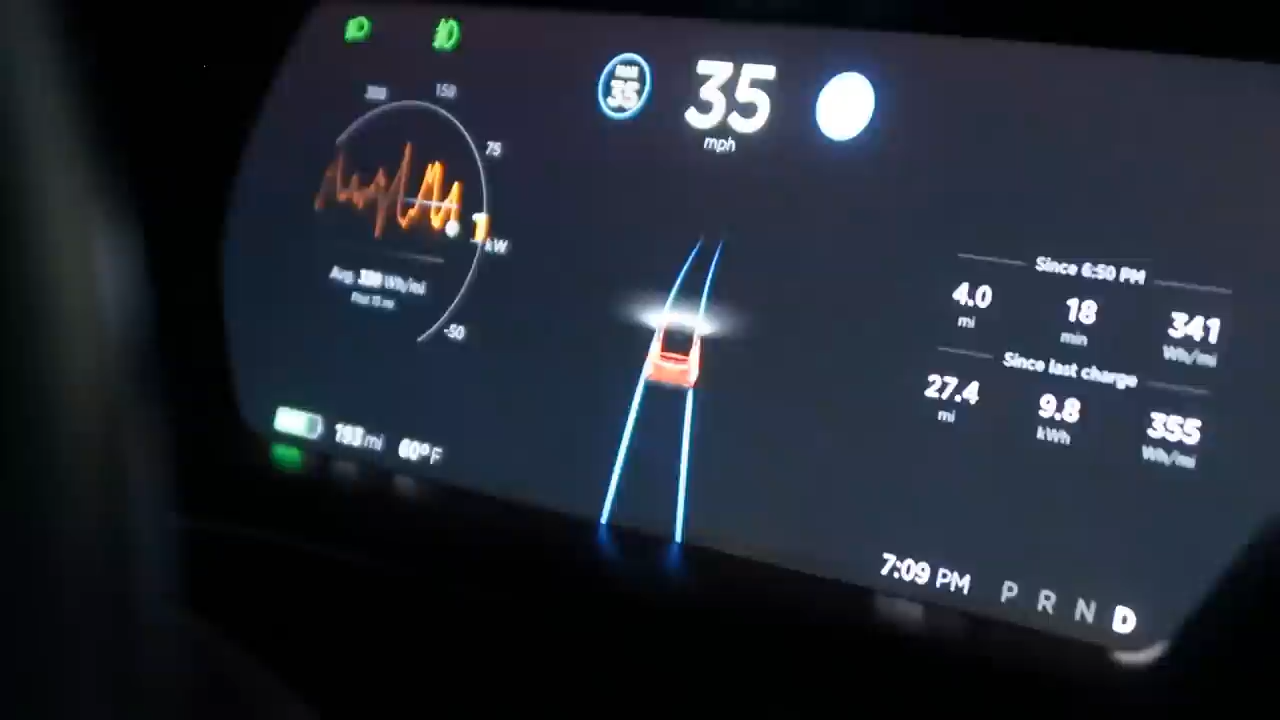 300
150
75
kW
-50
Avg
Wh/mi
mi
60°F
MAX
35
35
mph
Since 6:50 PM
4.0
18
341
mi
min
Wh/mi
Since last charge
27.4
9.8
355
mi
kWh
Wh/mi
7:09 PM
P R N D